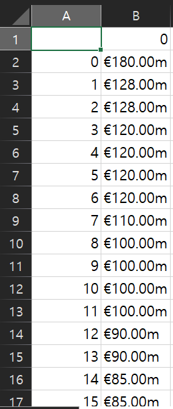 A B
1 0
2 0 €180.00m
3 1 €128.00m
4 2 €128.00m
5 3 €120.00m
6 4 €120.00m
7 5 €120.00m
8 6 €120.00m
9 7 €110.00m
10 8 €100.00m
11 9 €100.00m
12 10 €100.00m
13 11 €100.00m
14 12 €90.00m
15 13 €90.00m
16 14 €85.00m
17 15 €85.00m